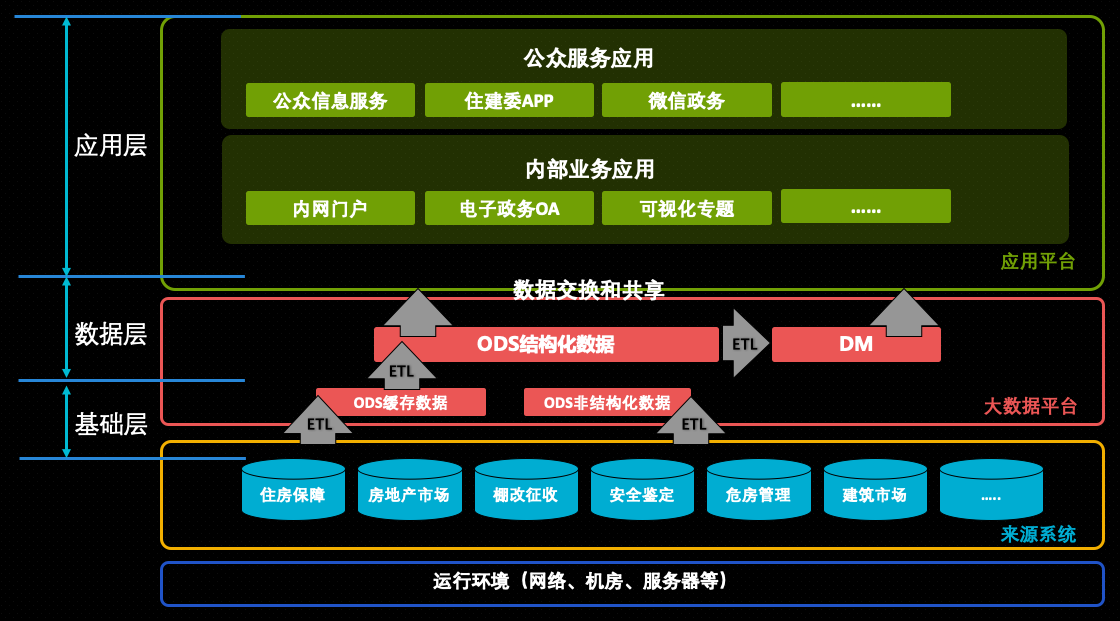 公众服务应用
公众信息服务
住建委APP
微信政务
......
应用层
内部业务应用
内网门户
电子政务OA
可视化专题
......
应用平台
数据交换和共享
数据层
ODS结构化数据
ETL
DM
ETL
ODS缓存数据
ODS非结构化数据
大数据平台
基础层
ETL
ETL
住房保障
房地产市场
棚改征收
安全鉴定
危房管理
建筑市场
.....
来源系统
运行环境（网络、机房、服务器等）